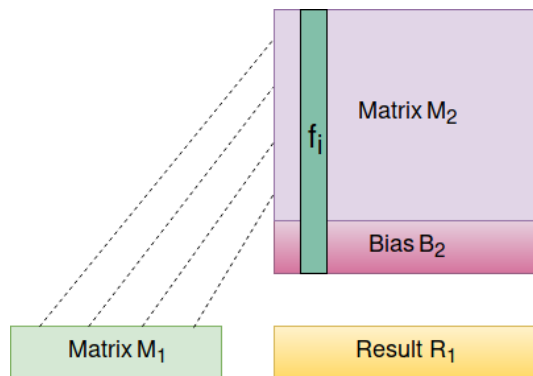 Matrix M₂
fᵢ
Bias B₂
Matrix M₁
Result R₁